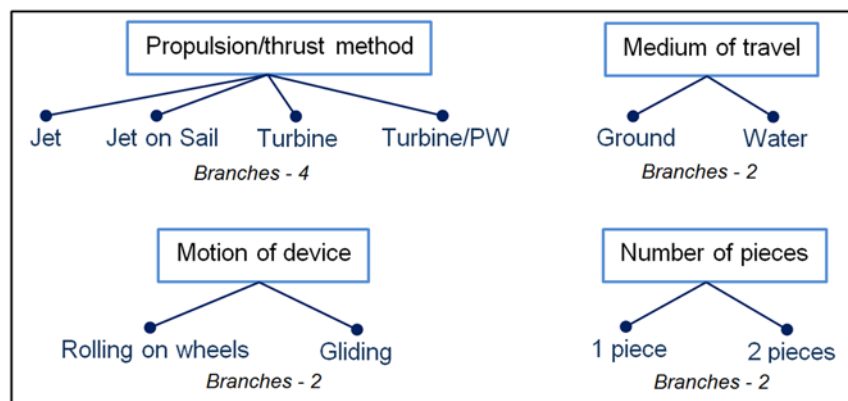 Propulsion/thrust method
Jet
Jet on Sail
Turbine
Turbine/PW
Branches - 4
Medium of travel
Ground
Water
Branches - 2
Motion of device
Rolling on wheels
Gliding
Branches - 2
Number of pieces
1 piece
2 pieces
Branches - 2